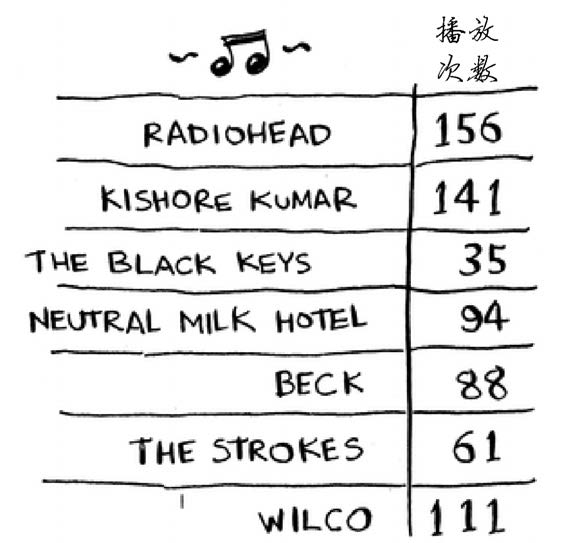 播放
次数
RADIOHEAD 156
KISHORE KUMAR 141
THE BLACK KEYS 35
NEUTRAL MILK HOTEL 94
BECK 88
THE STROKES 61
WILCO 111